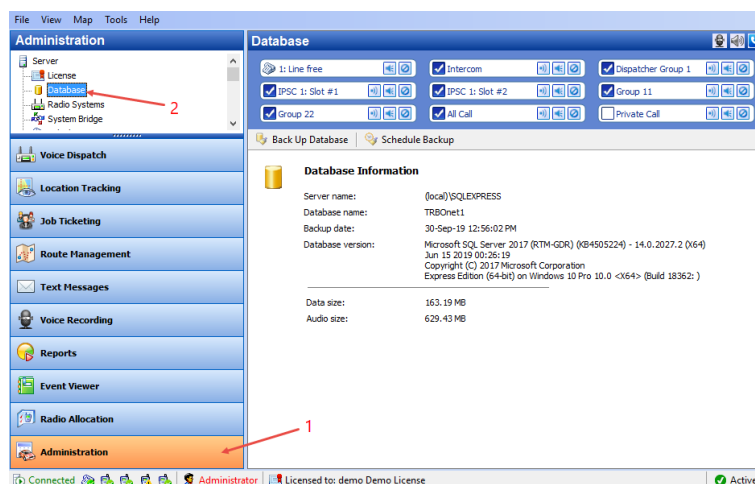 File View Map Tools Help
Administration
Database
Server
License
Database
Radio Systems
System Bridge
2
1: Line free
Intercom
Dispatcher Group 1
IPSC 1: Slot #1
IPSC 1: Slot #2
Group 11
Group 22
All Call
Private Call
Back Up Database
Schedule Backup
Voice Dispatch
Location Tracking
Job Ticketing
Route Management
Text Messages
Voice Recording
Reports
Event Viewer
Radio Allocation
Administration
1
Database Information
Server name: (local)\SQLEXPRESS
Database name: TRBOnet1
Backup date: 30-Sep-19 12:56:02 PM
Database version: Microsoft SQL Server 2017 (RTM-GDR) (KB4505224) - 14.0.2027.2 (X64)
Jun 15 2019 00:26:19
Copyright (C) 2017 Microsoft Corporation
Express Edition (64-bit) on Windows 10 Pro 10.0 <X64> (Build 18362: )
Data size: 163.19 MB
Audio size: 629.43 MB
Connected
Administrator
Licensed to: demo Demo License
Active